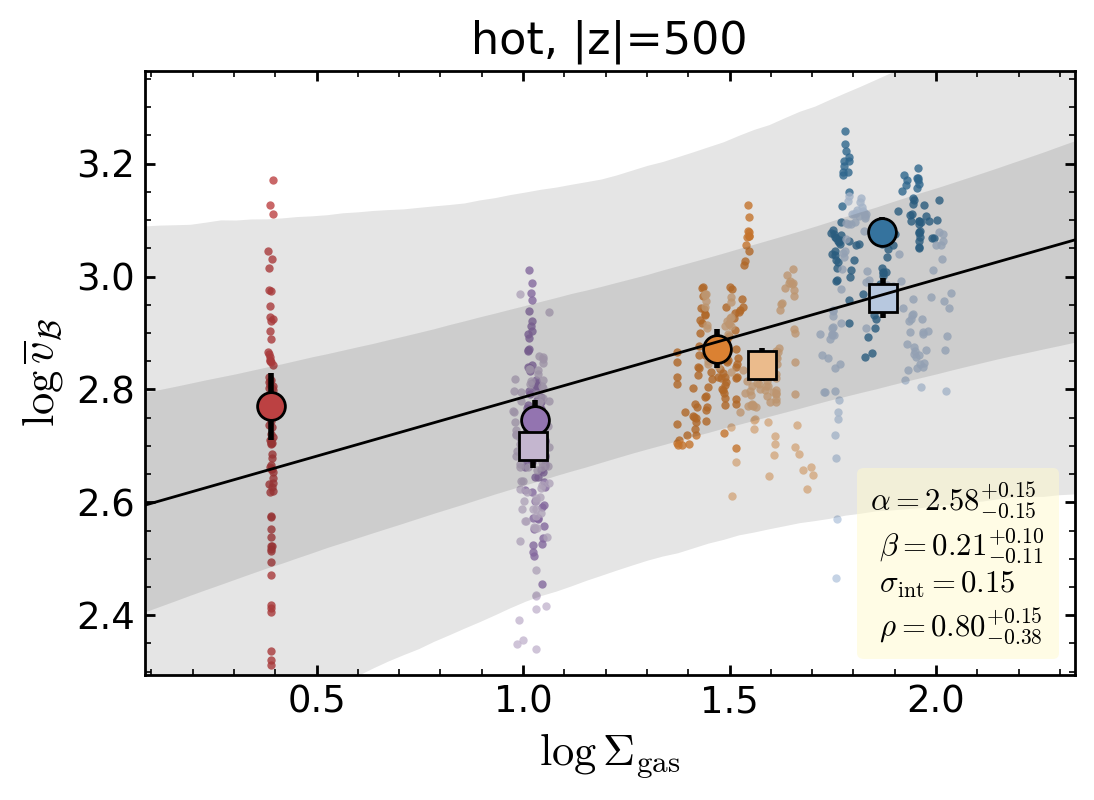 hot, |z|=500
log v̅_ℬ
3.2
3.0
2.8
2.6
2.4
α = 2.58^{+0.15}_{−0.15}
β = 0.21^{+0.10}_{−0.11}
σ_int = 0.15
ρ = 0.80^{+0.15}_{−0.38}
0.5 1.0 1.5 2.0
log Σ_gas